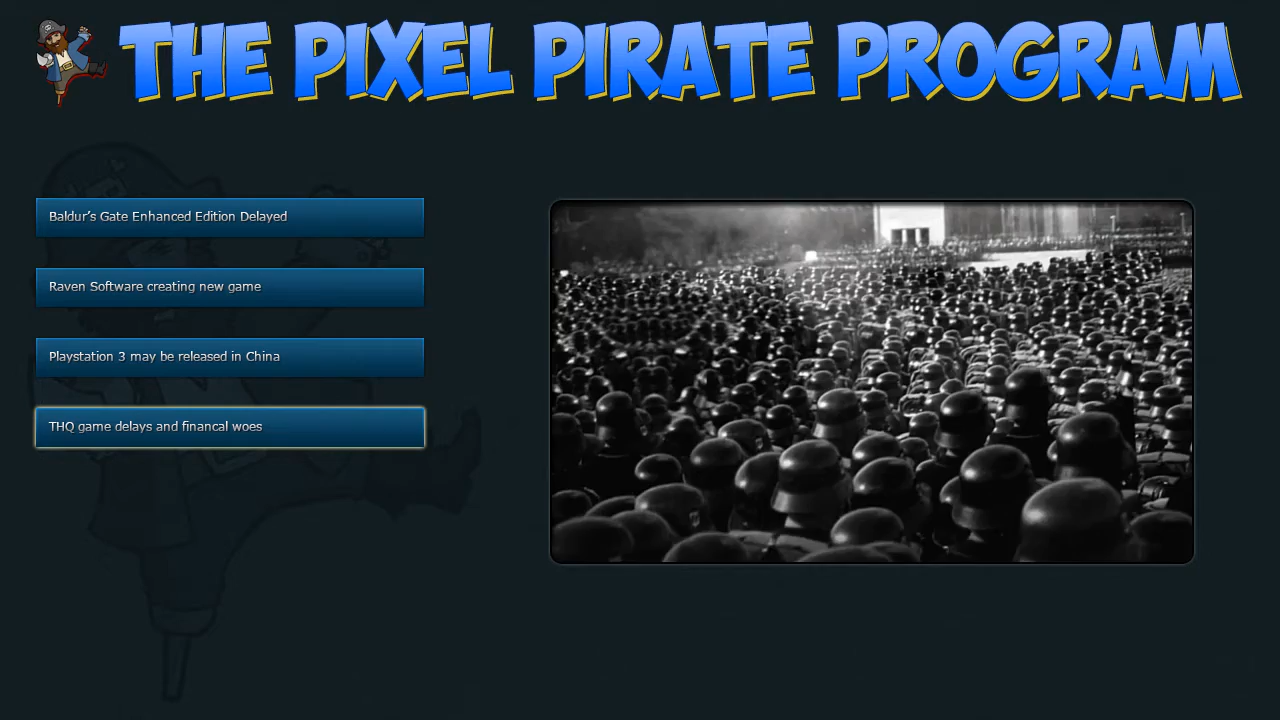 THE PIXEL PIRATE PROGRAM
Baldur's Gate Enhanced Edition Delayed
Raven Software creating new game
Playstation 3 may be released in China
THQ game delays and financal woes